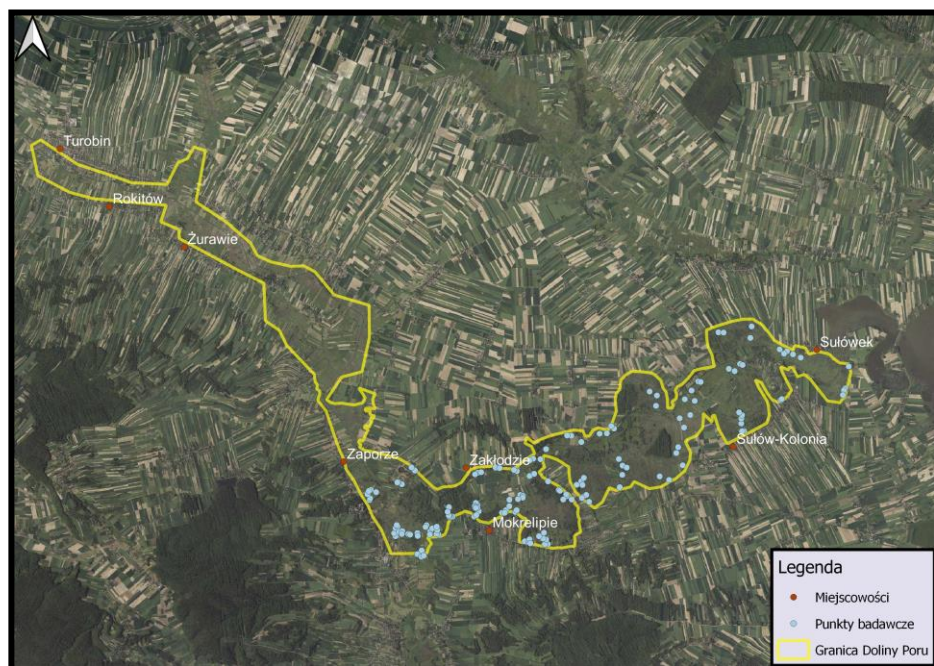 Turobin
Rokitów
Żurawie
Sułówek
Sułów-Kolonia
Zaporze
Zakłodzie
Mokrelipie
Legenda
Miejscowości
Punkty badawcze
Granica Doliny Poru